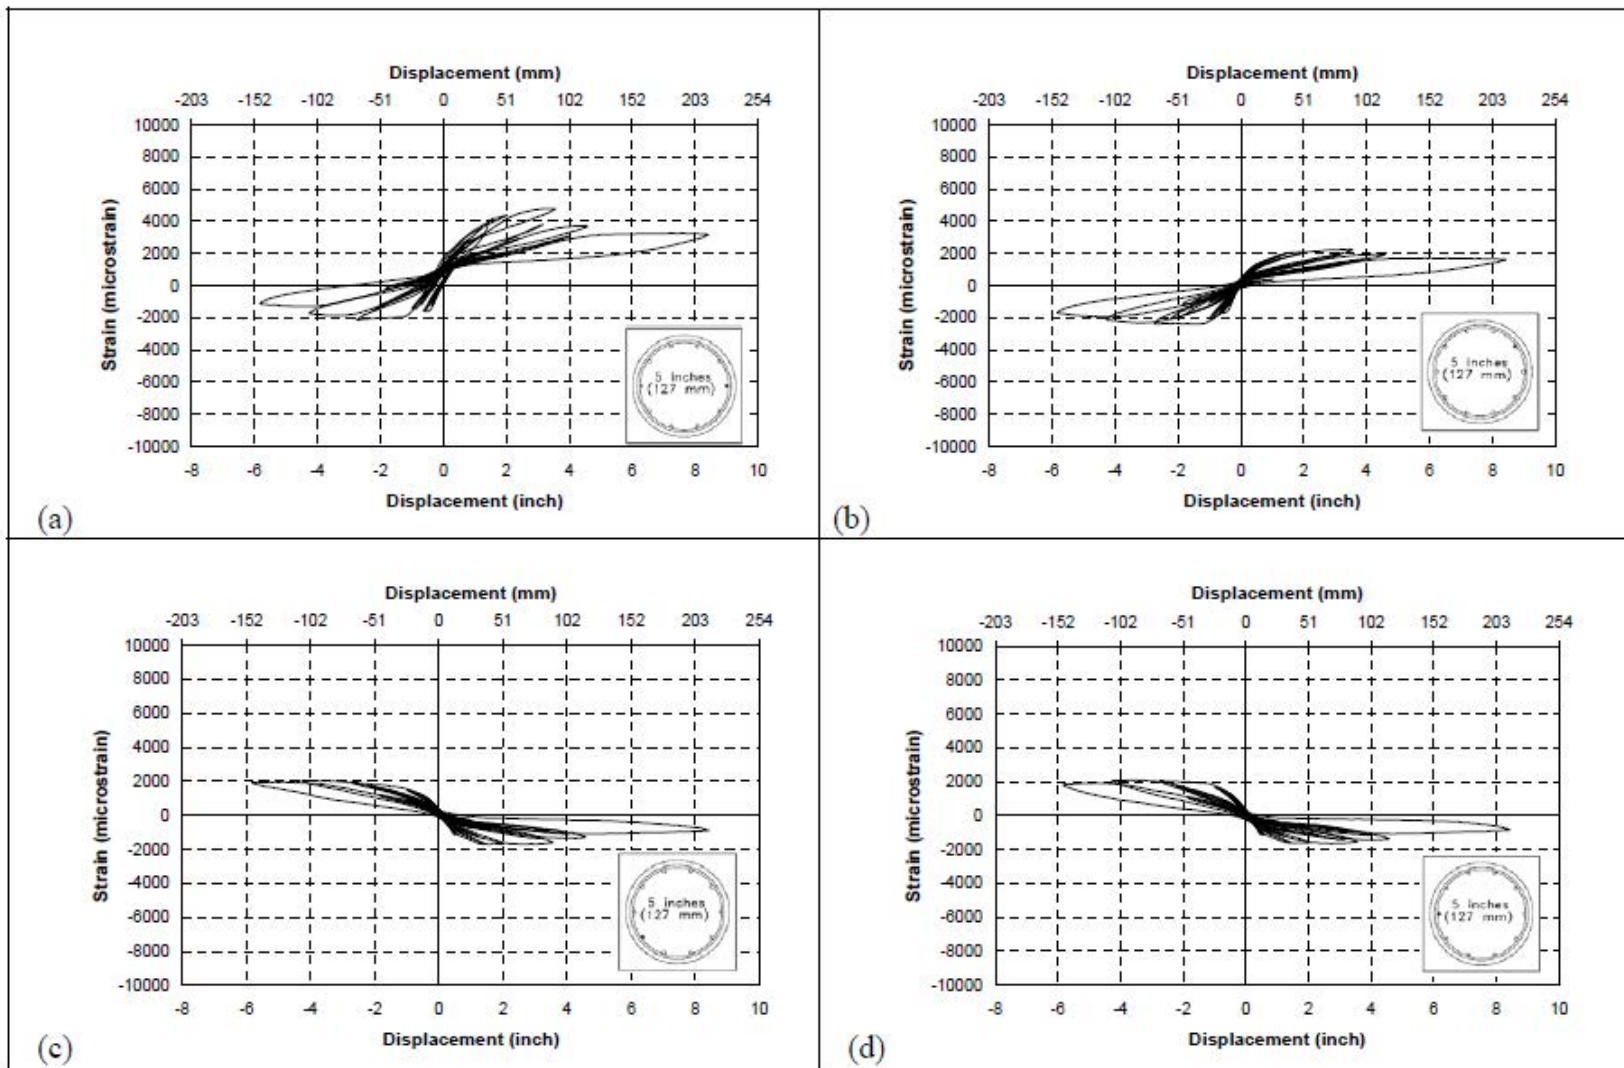 Displacement (mm)
-203 -152 -102 -51 0 51 102 152 203 254
10000
8000
6000
4000
2000
0
-2000
-4000
-6000
-8000
-10000
Strain (microstrain)
5 inches
(127 mm)
-8 -6 -4 -2 0 2 4 6 8 10
Displacement (inch)
(a)
Displacement (mm)
-203 -152 -102 -51 0 51 102 152 203 254
10000
8000
6000
4000
2000
0
-2000
-4000
-6000
-8000
-10000
Strain (microstrain)
5 inches
(127 mm)
-8 -6 -4 -2 0 2 4 6 8 10
Displacement (inch)
(b)
Displacement (mm)
-203 -152 -102 -51 0 51 102 152 203 254
10000
8000
6000
4000
2000
0
-2000
-4000
-6000
-8000
-10000
Strain (microstrain)
5 inches
(127 mm)
-8 -6 -4 -2 0 2 4 6 8 10
Displacement (inch)
(c)
Displacement (mm)
-203 -152 -102 -51 0 51 102 152 203 254
10000
8000
6000
4000
2000
0
-2000
-4000
-6000
-8000
-10000
Strain (microstrain)
5 inches
(127 mm)
-8 -6 -4 -2 0 2 4 6 8 10
Displacement (inch)
(d)